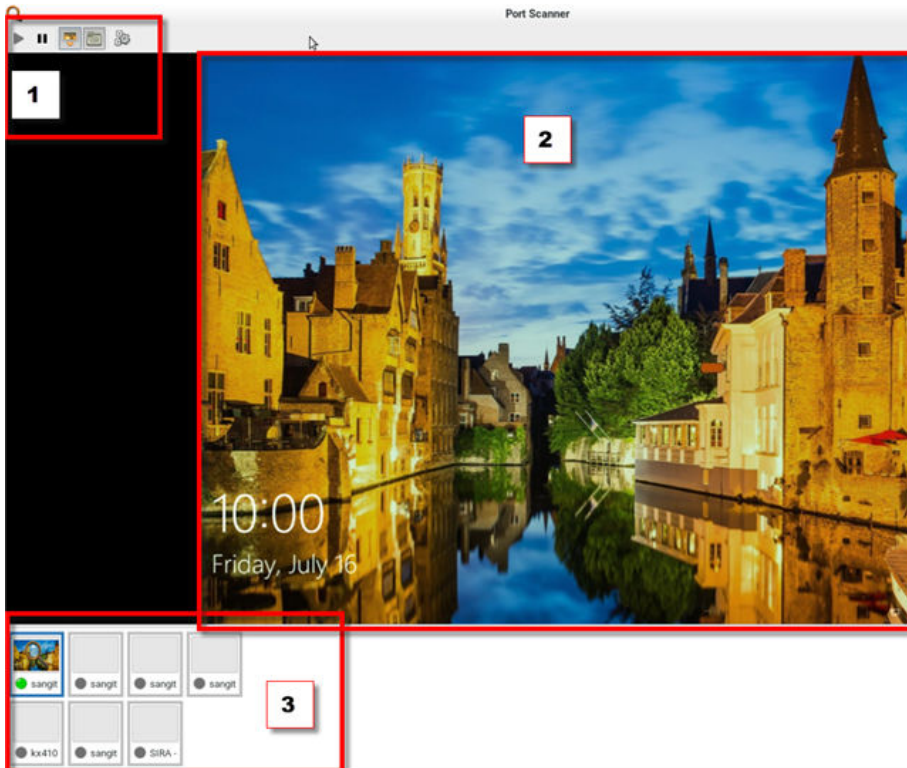 Port Scanner
1
2
10:00
Friday, July 16
sangit
sangit
sangit
sangit
3
kx410
sangit
SIRA -